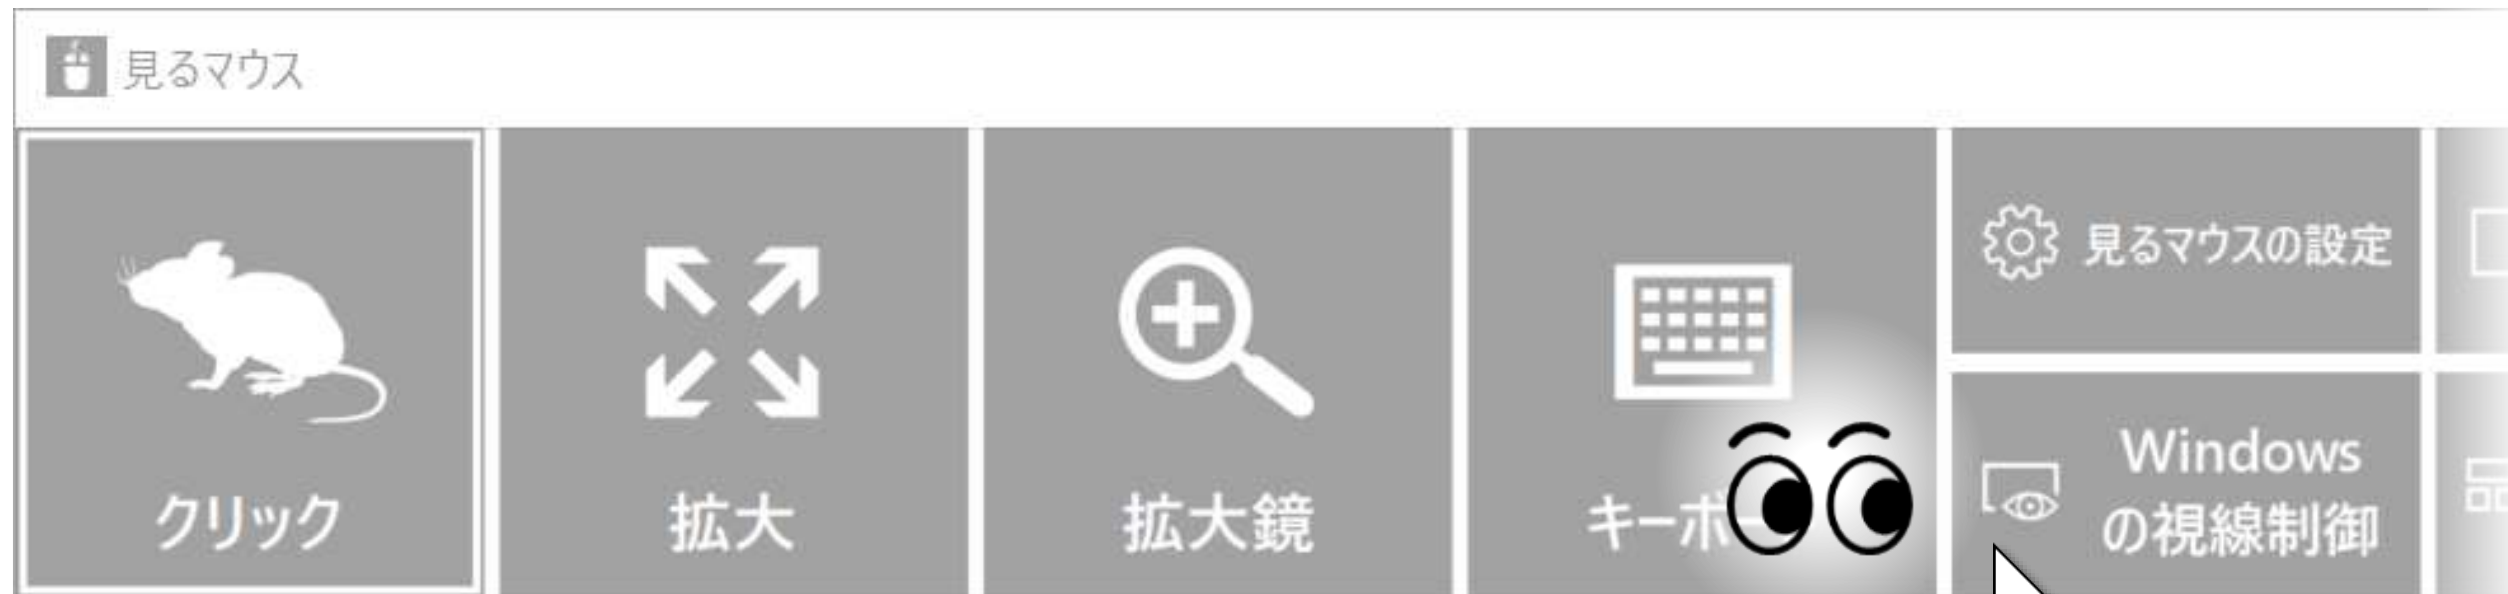 見るマウス
クリック
拡大
拡大鏡
キーボ
見るマウスの設定
Windows
の視線制御